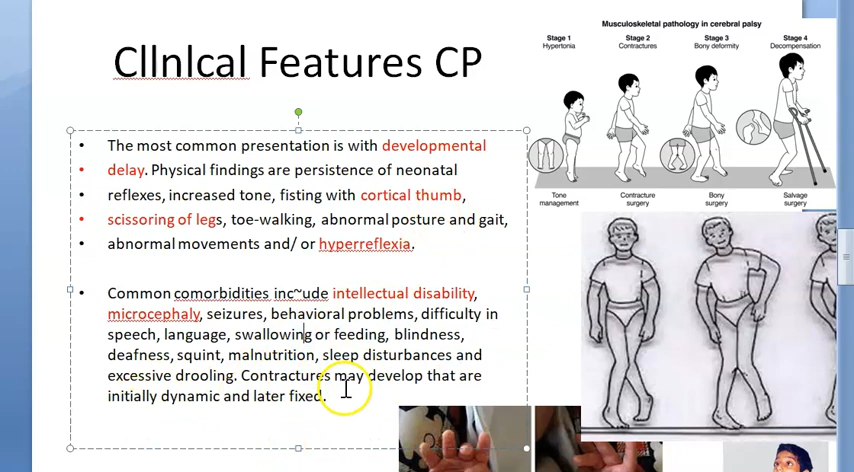 ClInIcal Features CP
• The most common presentation is with developmental
• delay. Physical findings are persistence of neonatal
• reflexes, increased tone, fisting with cortical thumb,
• scissoring of legs, toe-walking, abnormal posture and gait,
• abnormal movements and/ or hyperreflexia.
• Common comorbidities inc~ude intellectual disability,
microcephaly, seizures, behavioral problems, difficulty in
speech, language, swallowing or feeding, blindness,
deafness, squint, malnutrition, sleep disturbances and
excessive drooling. Contractures may develop that are
initially dynamic and later fixed.
Musculoskeletal pathology in cerebral palsy
Stage 1
Hypertonia
Stage 2
Contractures
Stage 3
Bony deformity
Stage 4
Decompensation
Tone
management
Contracture
surgery
Bony
surgery
Salvage
surgery